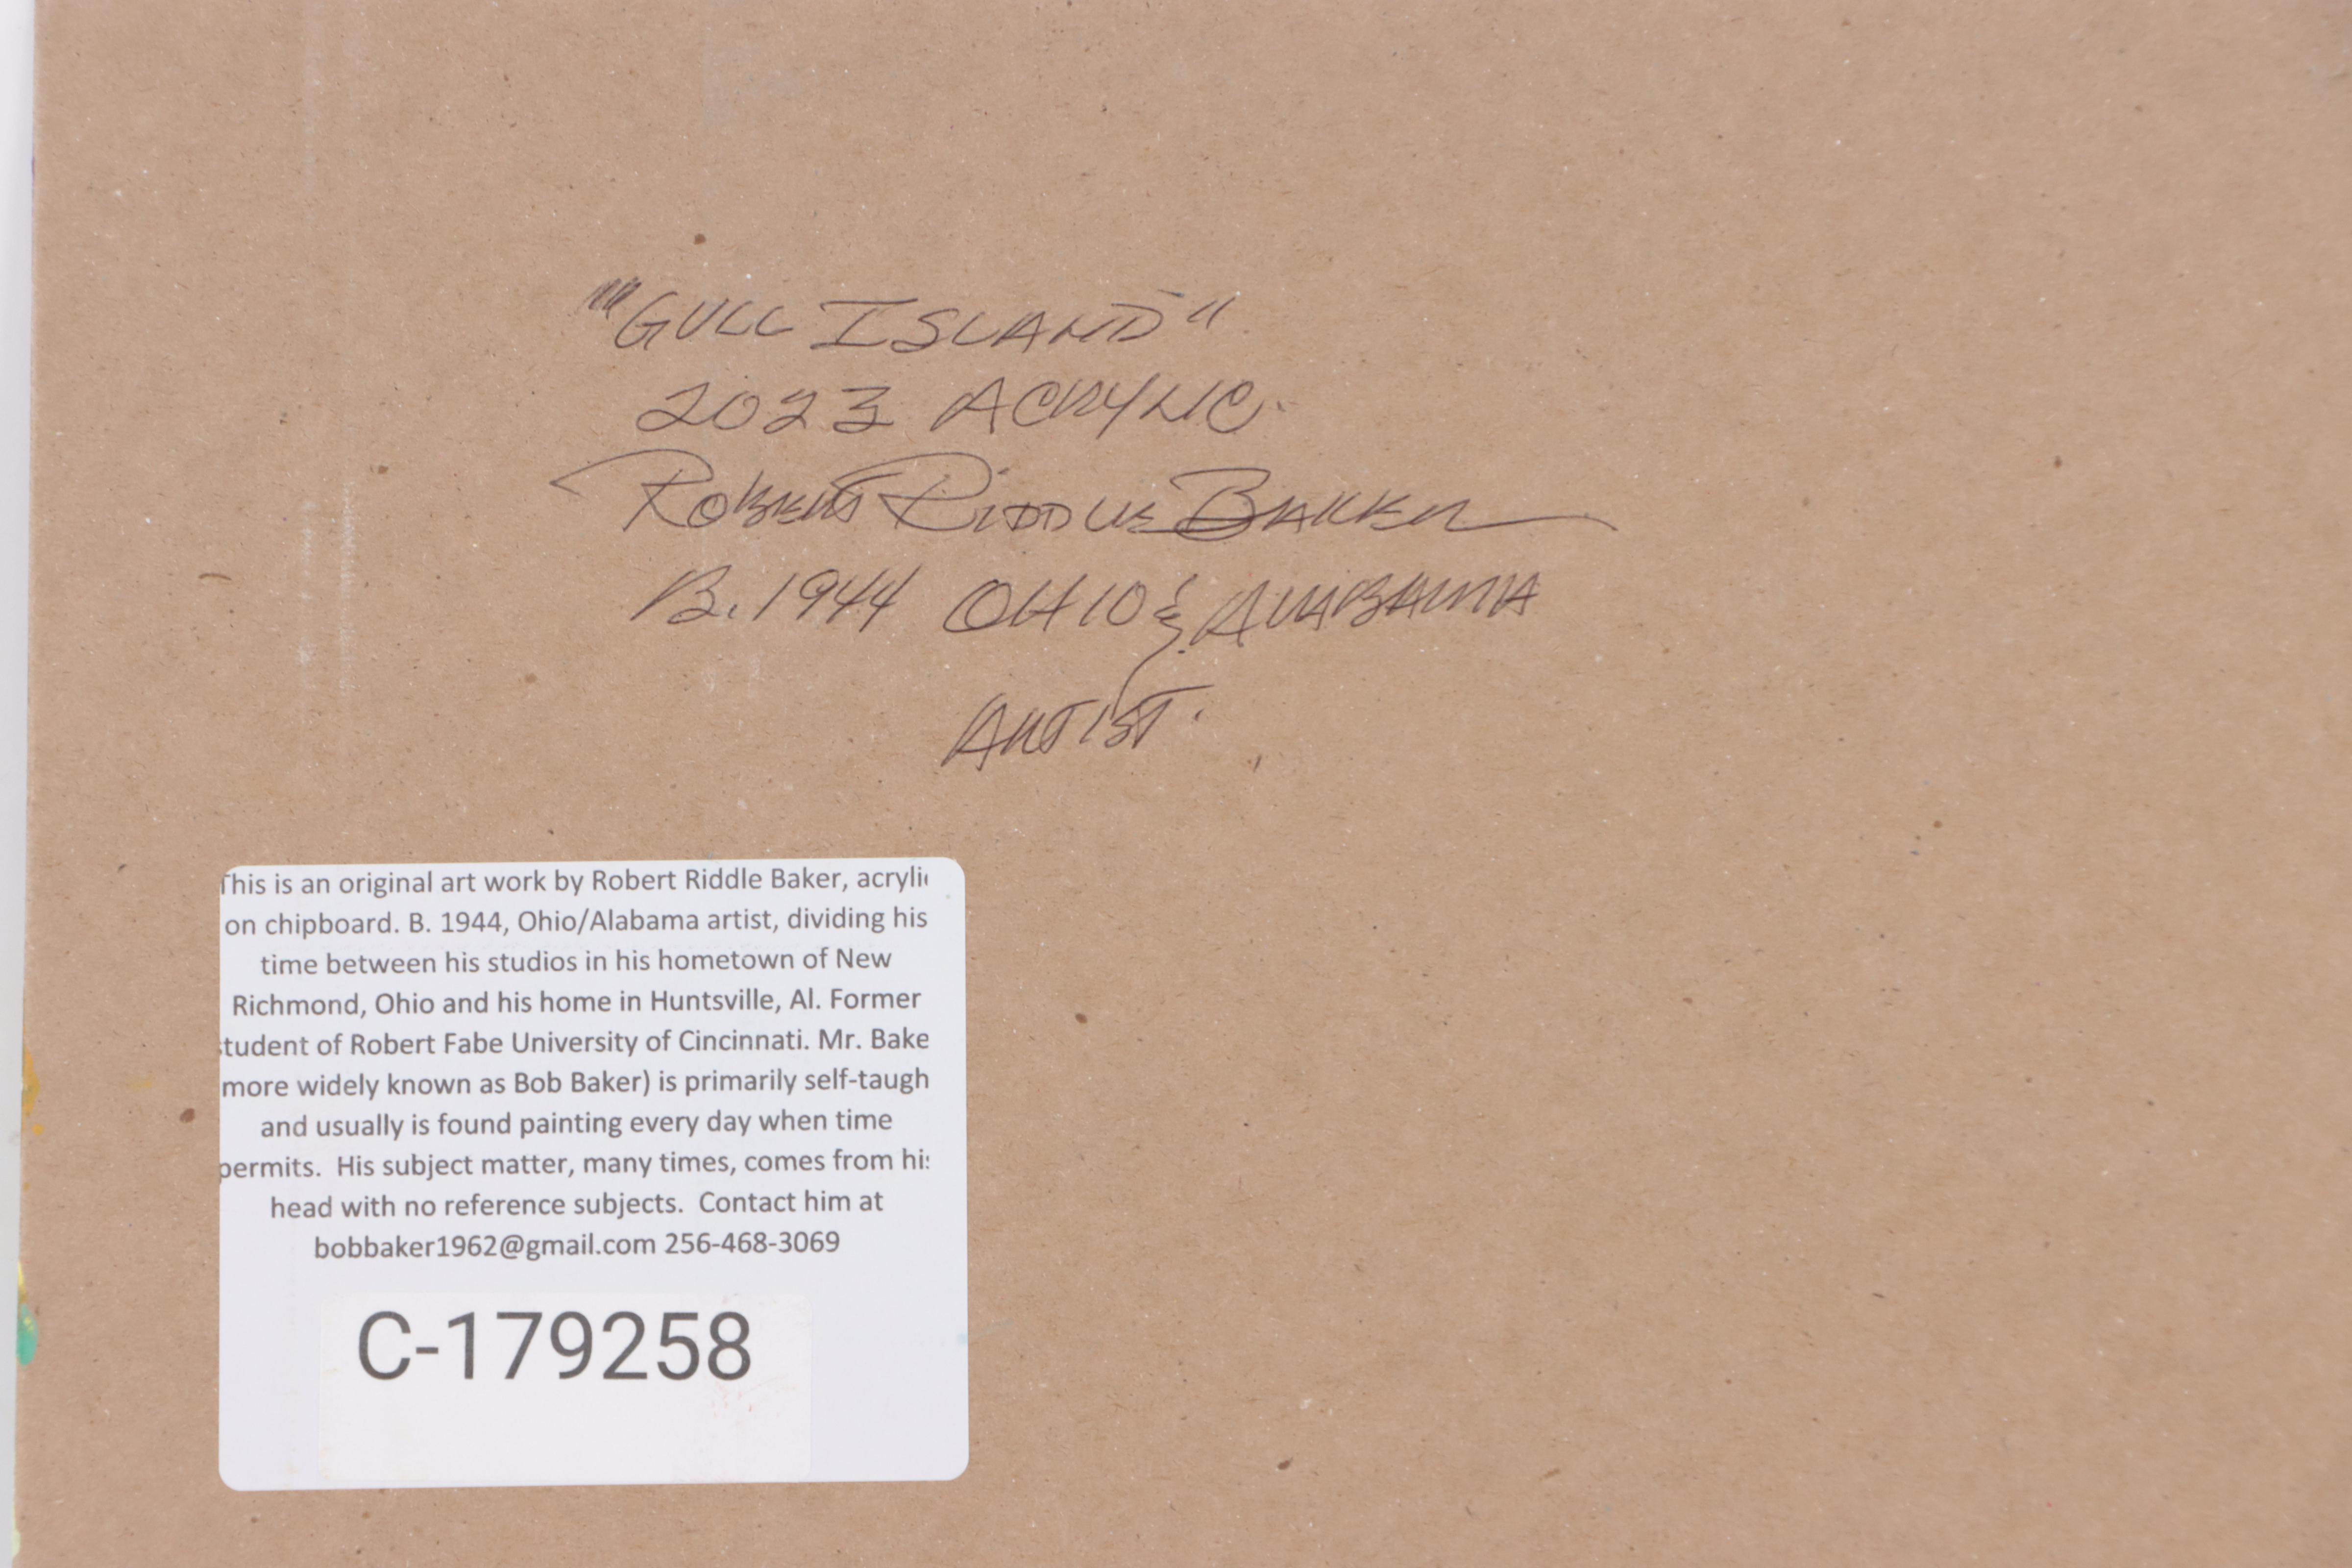 "GULL ISLAND"
2023 ACRYLIC.
ROBERT RIDDLE BAKER
B. 1944 OHIO & ALABAMA
ARTIST.
This is an original art work by Robert Riddle Baker, acrylic
on chipboard. B. 1944, Ohio/Alabama artist, dividing his
time between his studios in his hometown of New
Richmond, Ohio and his home in Huntsville, Al. Former
student of Robert Fabe University of Cincinnati. Mr. Bake
more widely known as Bob Baker) is primarily self-taugh
and usually is found painting every day when time
permits. His subject matter, many times, comes from his
head with no reference subjects. Contact him at
bobbaker1962@gmail.com 256-468-3069
C-179258